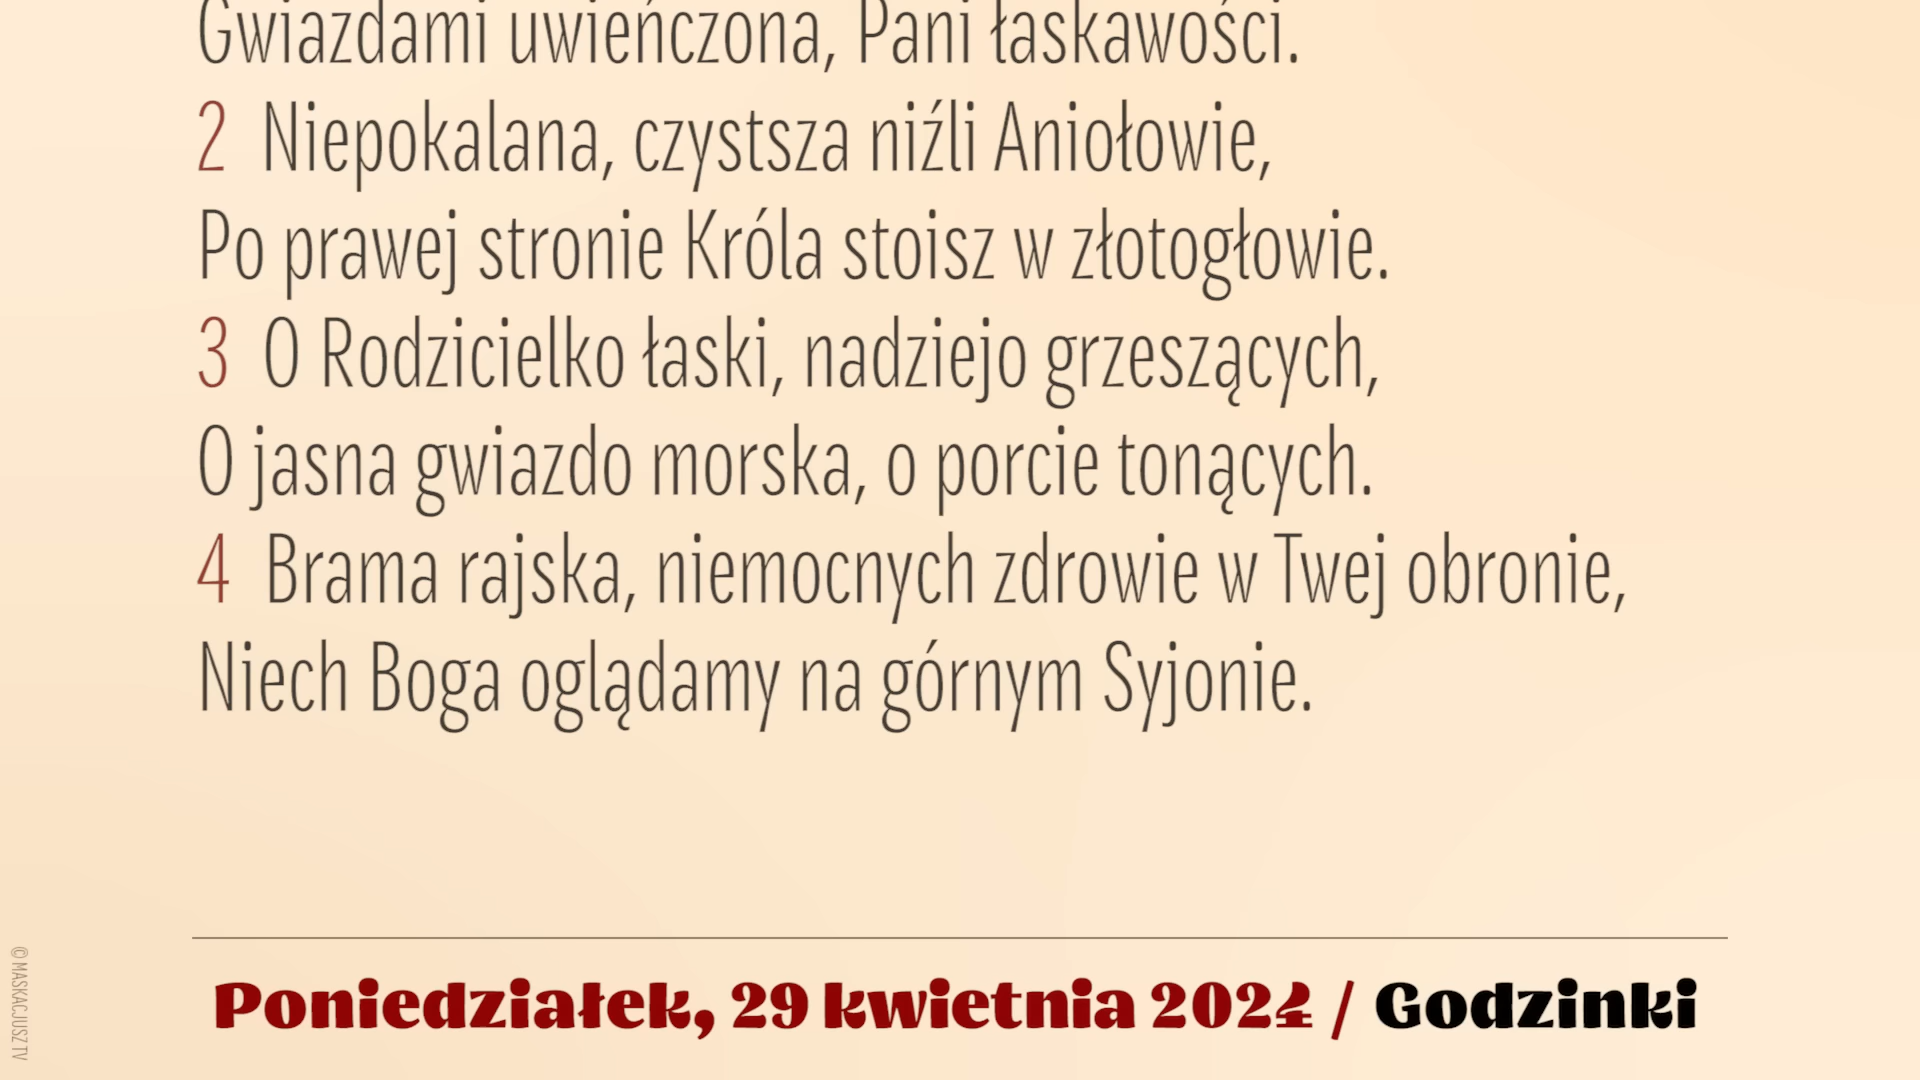 Gwiazdami uwieńczona, Pani łaskawości.
2 Niepokalana, czystsza niźli Aniołowie,
Po prawej stronie Króla stoisz w złotogłowie.
3 O Rodzicielko łaski, nadziejo grzeszących,
O jasna gwiazdo morska, o porcie tonących.
4 Brama rajska, niemocnych zdrowie w Twej obronie,
Niech Boga oglądamy na górnym Syjonie.
© MASKACJUSZ TV
Poniedziałek, 29 kwietnia 2024 / Godzinki